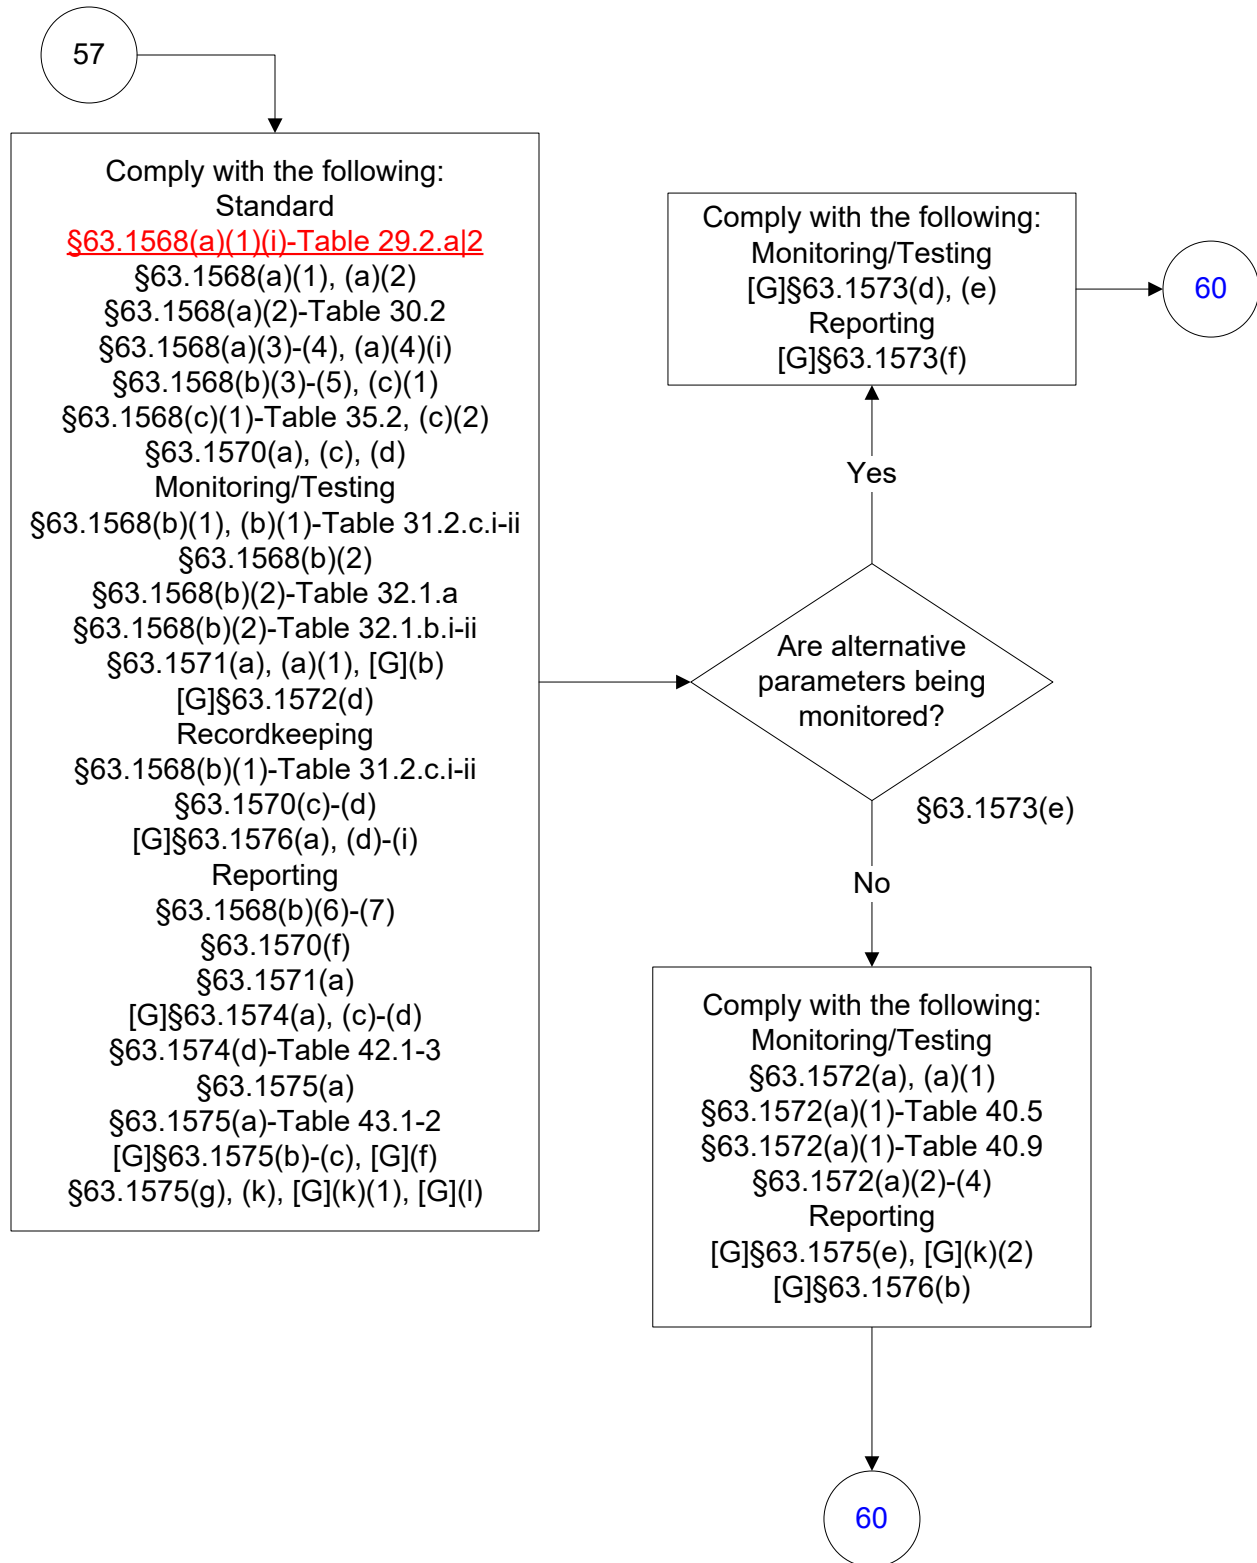 57
Comply with the following:
Standard
§63.1568(a)(1)(i)-Table 29.2.a|2
§63.1568(a)(1), (a)(2)
§63.1568(a)(2)-Table 30.2
§63.1568(a)(3)-(4), (a)(4)(i)
§63.1568(b)(3)-(5), (c)(1)
§63.1568(c)(1)-Table 35.2, (c)(2)
§63.1570(a), (c), (d)
Monitoring/Testing
§63.1568(b)(1), (b)(1)-Table 31.2.c.i-ii
§63.1568(b)(2)
§63.1568(b)(2)-Table 32.1.a
§63.1568(b)(2)-Table 32.1.b.i-ii
§63.1571(a), (a)(1), [G](b)
[G]§63.1572(d)
Recordkeeping
§63.1568(b)(1)-Table 31.2.c.i-ii
§63.1570(c)-(d)
[G]§63.1576(a), (d)-(i)
Reporting
§63.1568(b)(6)-(7)
§63.1570(f)
§63.1571(a)
[G]§63.1574(a), (c)-(d)
§63.1574(d)-Table 42.1-3
§63.1575(a)
§63.1575(a)-Table 43.1-2
[G]§63.1575(b)-(c), [G](f)
§63.1575(g), (k), [G](k)(1), [G](l)
Comply with the following:
Monitoring/Testing
[G]§63.1573(d), (e)
Reporting
[G]§63.1573(f)
60
Yes
Are alternative
parameters being
monitored?
§63.1573(e)
No
Comply with the following:
Monitoring/Testing
§63.1572(a), (a)(1)
§63.1572(a)(1)-Table 40.5
§63.1572(a)(1)-Table 40.9
§63.1572(a)(2)-(4)
Reporting
[G]§63.1575(e), [G](k)(2)
[G]§63.1576(b)
60